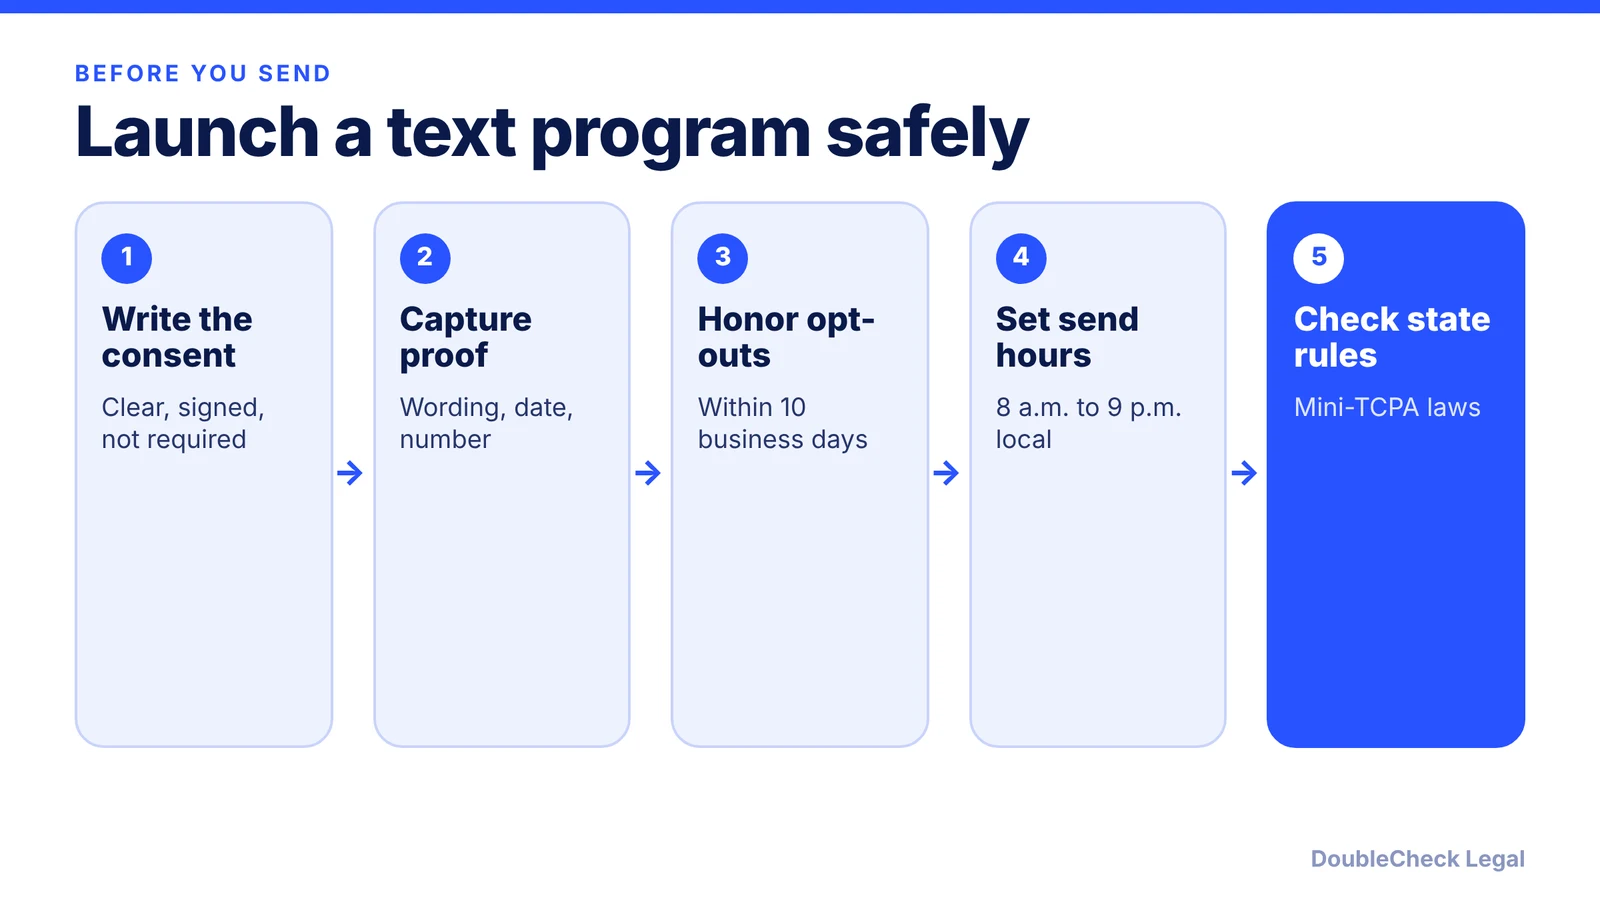 BEFORE YOU SEND
Launch a text program safely
1
Write the
consent
Clear, signed,
not required
→
2
Capture
proof
Wording, date,
number
→
3
Honor opt-
outs
Within 10
business days
→
4
Set send
hours
8 a.m. to 9 p.m.
local
→
5
Check state
rules
Mini-TCPA laws
DoubleCheck Legal